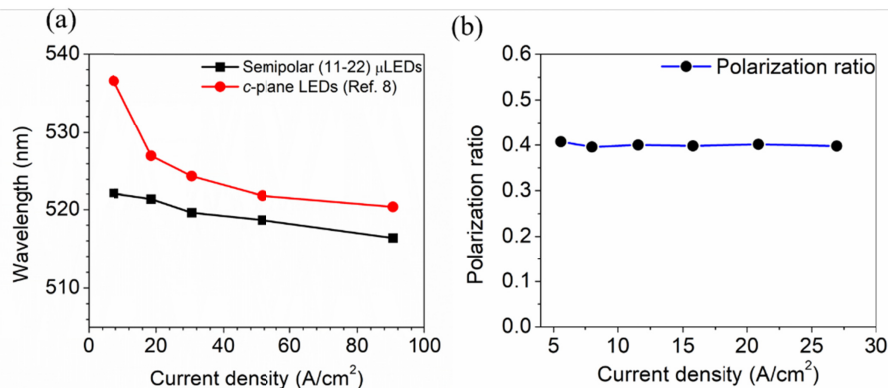 (a)
540
530
520
510
Wavelength (nm)
Semipolar (11-22) μLEDs
c-plane LEDs (Ref. 8)
0 20 40 60 80 100
Current density (A/cm²)
(b)
0.6
0.5
0.4
0.3
0.2
0.1
0.0
Polarization ratio
Polarization ratio
5 10 15 20 25 30
Current density (A/cm²)